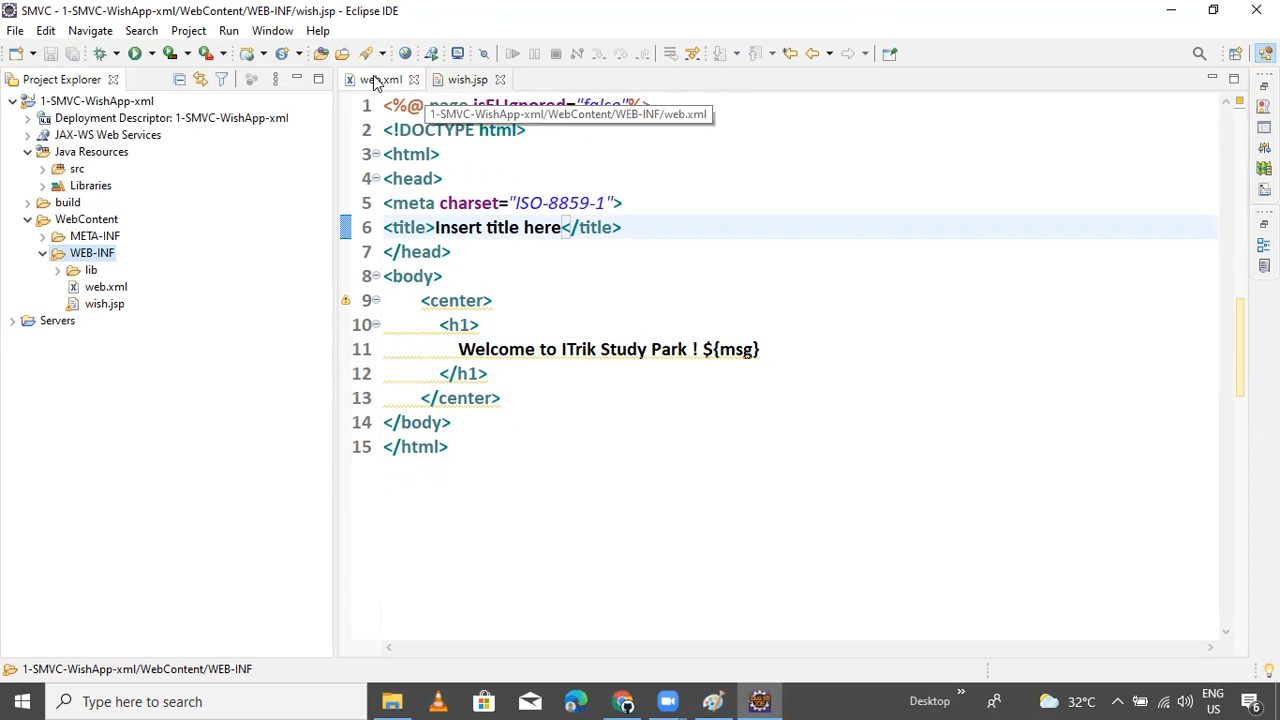 SMVC - 1-SMVC-WishApp-xml/WebContent/WEB-INF/wish.jsp - Eclipse IDE
File Edit Navigate Search Project Run Window Help
Project Explorer
web.xml wish.jsp
1-SMVC-WishApp-xml
Deployment Descriptor: 1-SMVC-WishApp-xml
JAX-WS Web Services
Java Resources
src
Libraries
build
WebContent
META-INF
WEB-INF
lib
web.xml
wish.jsp
Servers
1 <%@ page isELIgnored="false"%>
1-SMVC-WishApp-xml/WebContent/WEB-INF/web.xml
2 <!DOCTYPE html>
3 <html>
4 <head>
5 <meta charset="ISO-8859-1">
6 <title>Insert title here</title>
7 </head>
8 <body>
9 <center>
10 <h1>
11 Welcome to ITrik Study Park ! ${msg}
12 </h1>
13 </center>
14 </body>
15 </html>
1-SMVC-WishApp-xml/WebContent/WEB-INF
Type here to search
Desktop
32°C
ENG
US
6